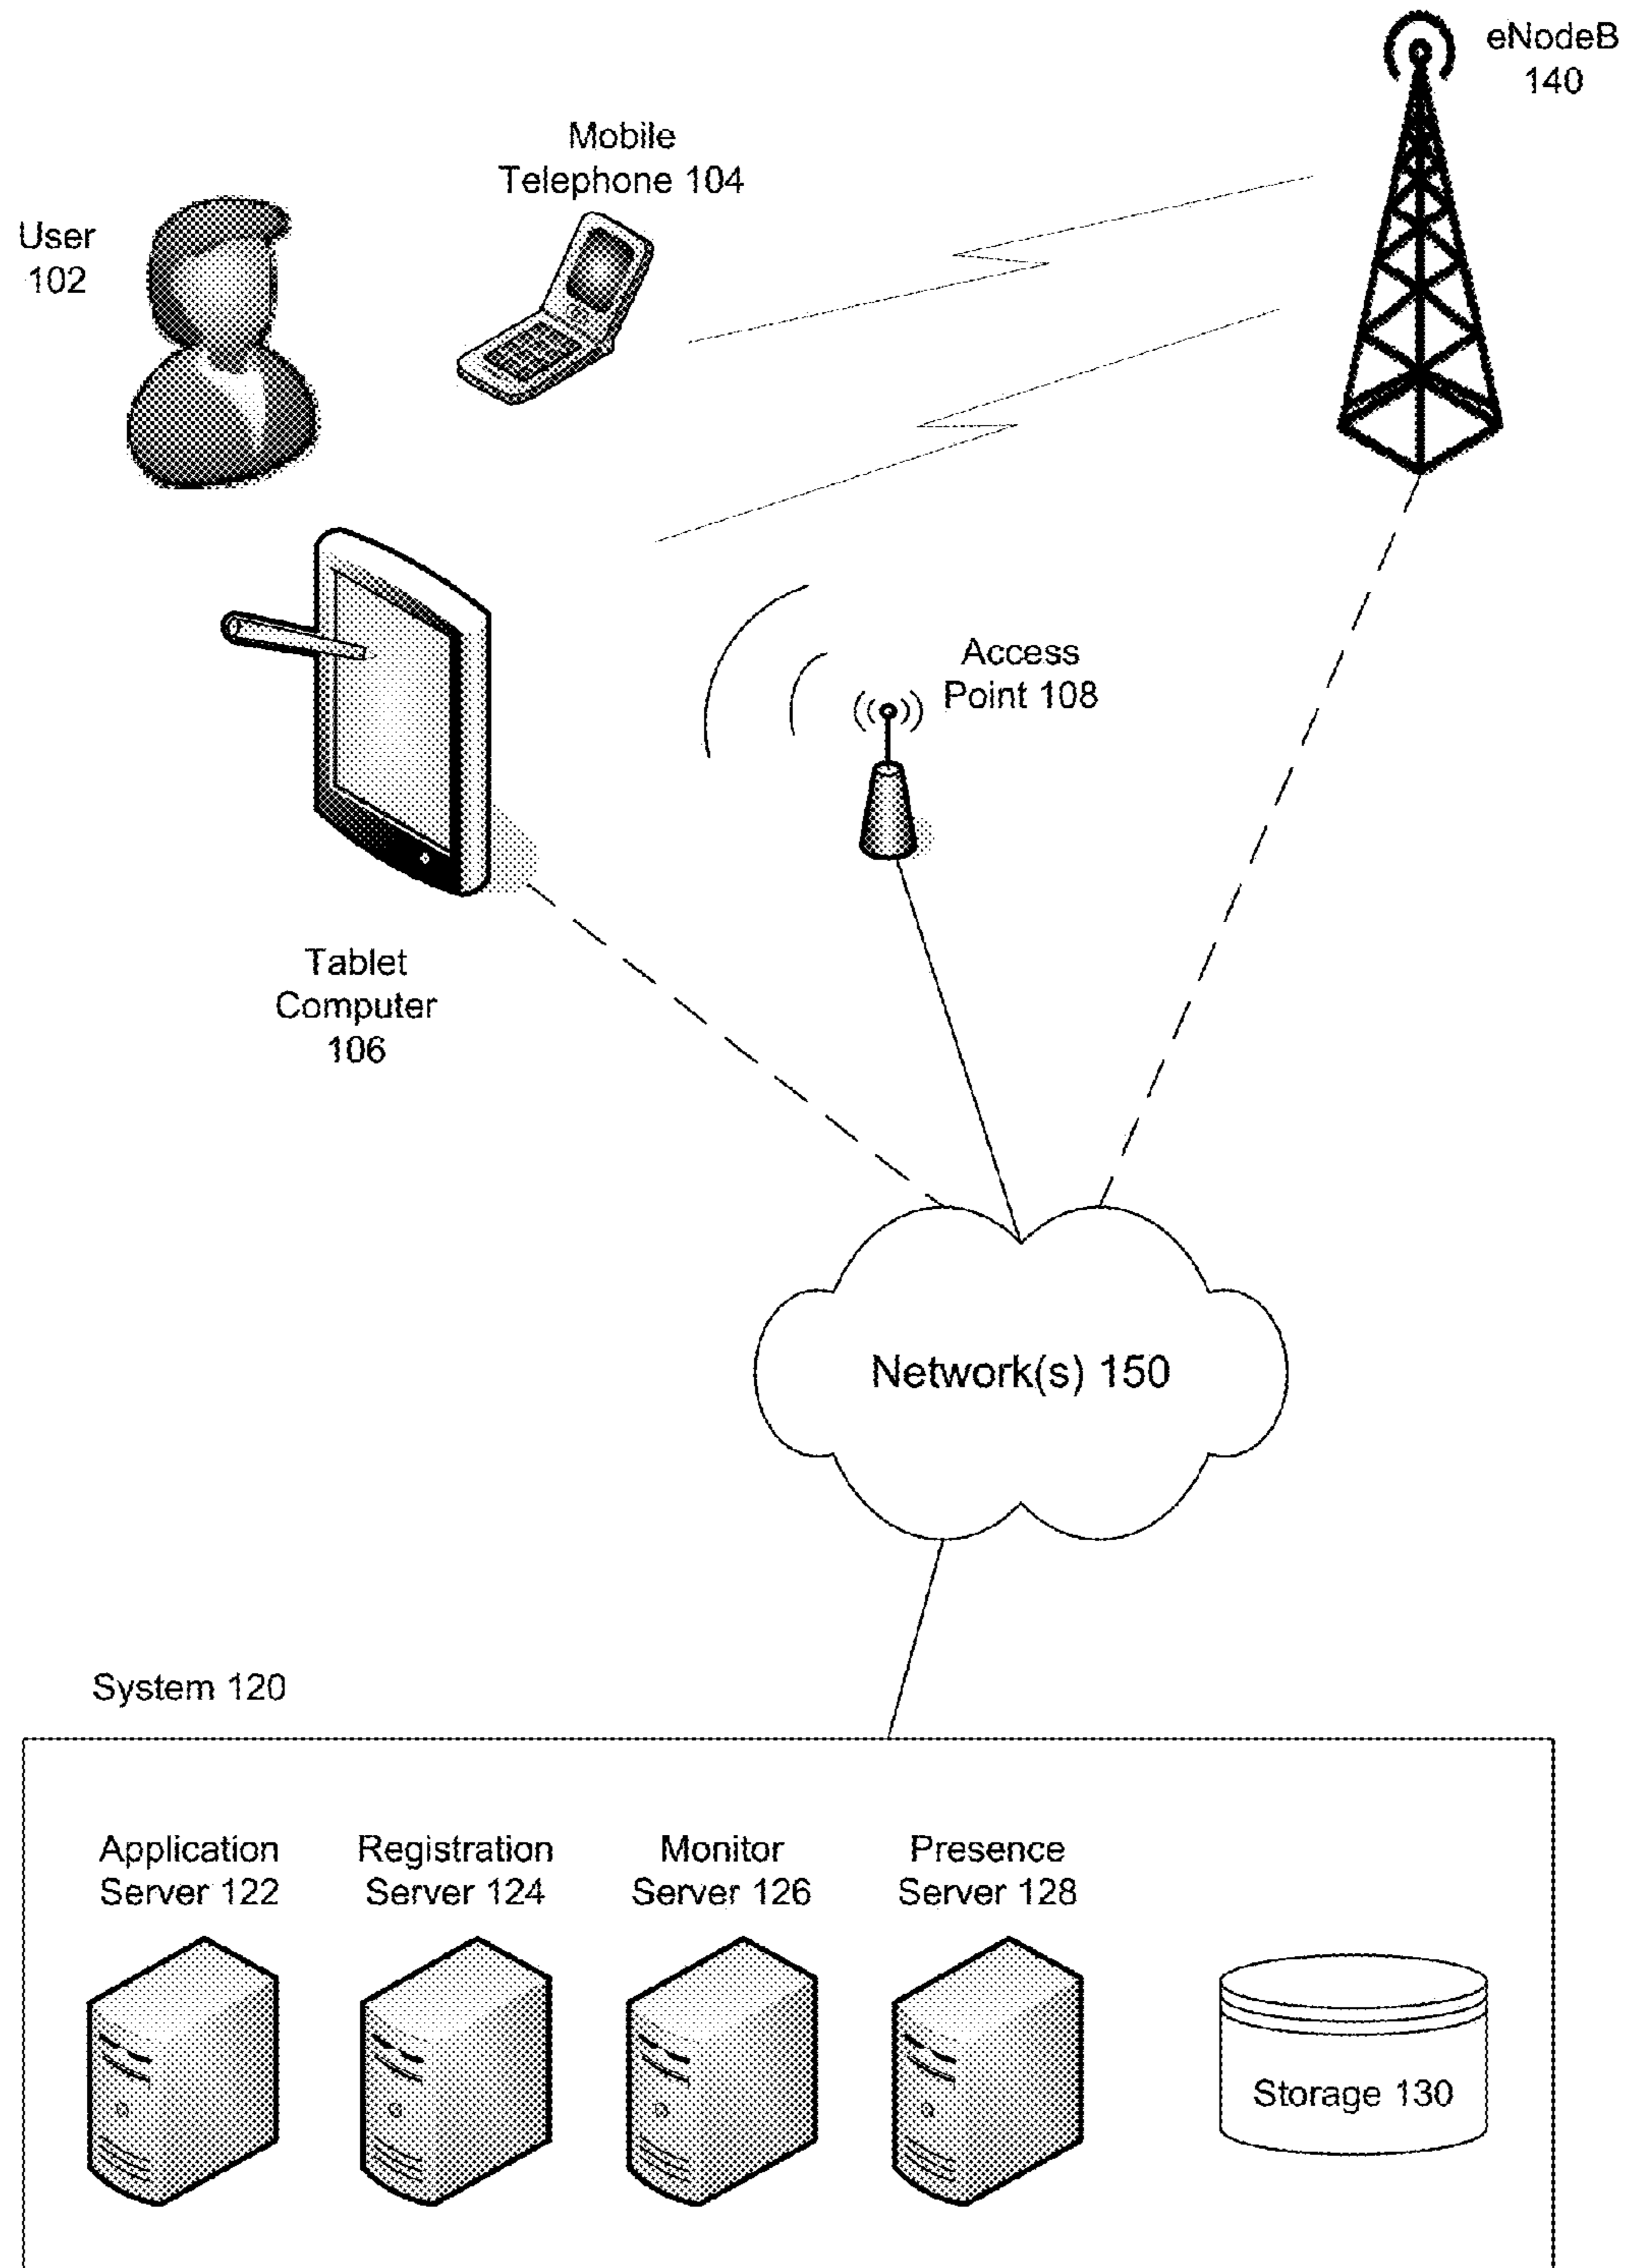 eNodeB
140
Mobile
Telephone 104
User
102
Access
Point 108
Tablet
Computer
106
Network(s) 150
System 120
Application
Server 122
Registration
Server 124
Monitor
Server 126
Presence
Server 128
Storage 130